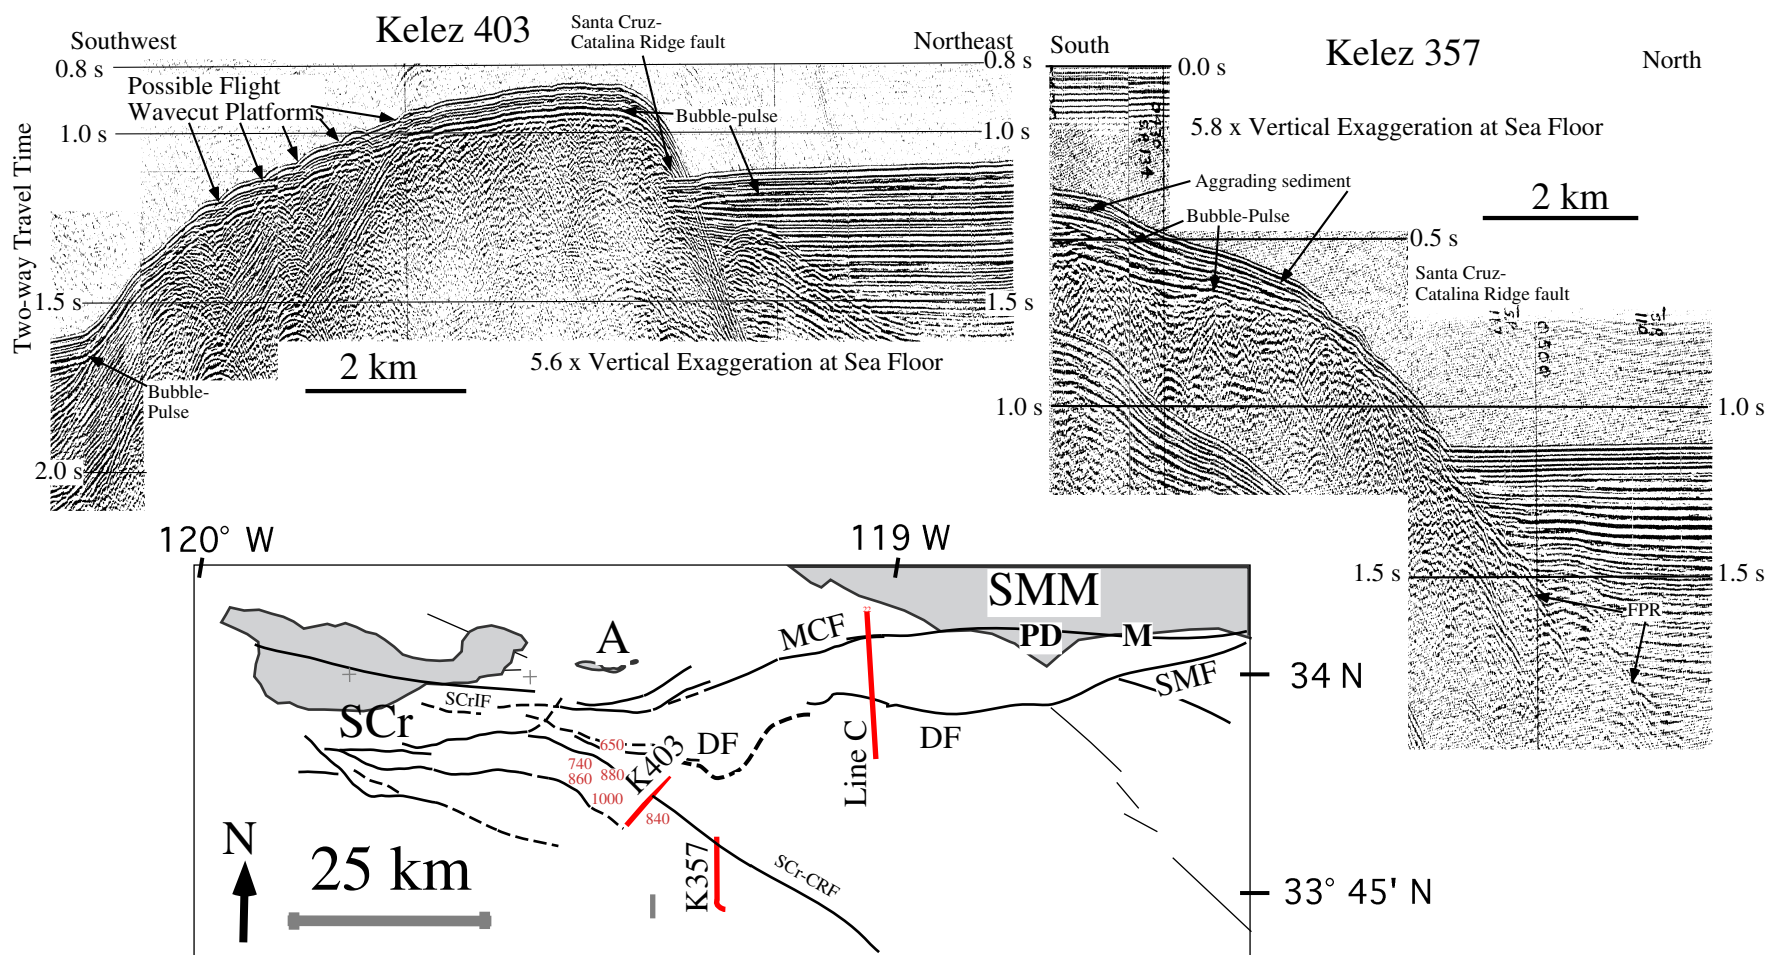 Kelez 403
Southwest
Northeast
Santa Cruz-
Catalina Ridge fault
0.8 s
0.8 s
Possible Flight
Wavecut Platforms
Bubble-pulse
1.0 s
1.0 s
Two-way Travel Time
1.5 s
1.5 s
2 km
5.6 x Vertical Exaggeration at Sea Floor
Bubble-
Pulse
2.0 s
South
Kelez 357
North
0.0 s
5.8 x Vertical Exaggeration at Sea Floor
Aggrading sediment
2 km
Bubble-Pulse
0.5 s
Santa Cruz-
Catalina Ridge fault
1.0 s
1.0 s
1.5 s
1.5 s
FPR
120° W
119 W
SMM
A
MCF
PD
M
SCrIF
SMF
34 N
SCr
DF
DF
650
K403
740
880
860
1000
840
Line C
N
25 km
K357
SCr-CRF
33° 45' N